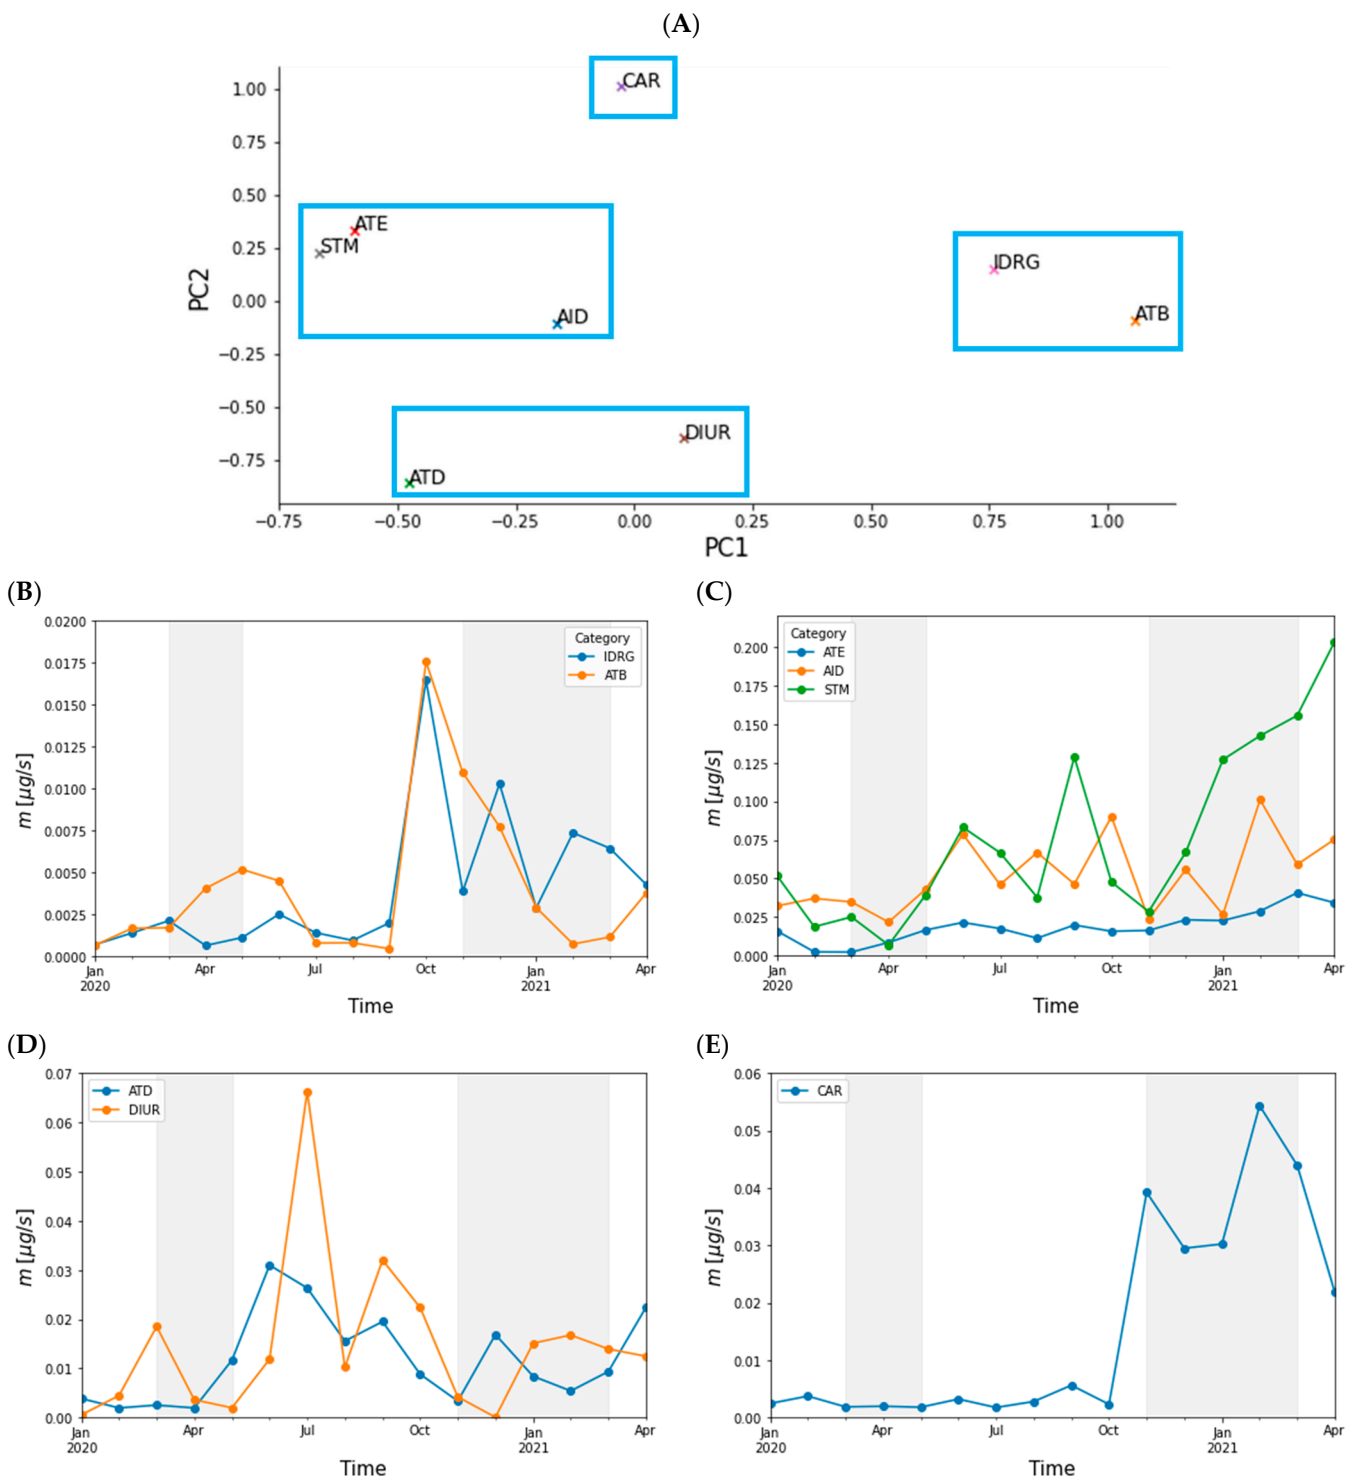 (A)
1.00
0.75
0.50
0.25
0.00
−0.25
−0.50
−0.75
PC2
CAR
ATE
STM
AID
IDRG
ATB
DIUR
ATD
−0.75 −0.50 −0.25 0.00 0.25 0.50 0.75 1.00
PC1
(B)
0.0200
0.0175
0.0150
0.0125
0.0100
0.0075
0.0050
0.0025
0.0000
m [µg/s]
Category
IDRG
ATB
Jan Apr Jul Oct Jan Apr
2020 2021
Time
(C)
0.200
0.175
0.150
0.125
0.100
0.075
0.050
0.025
0.000
m [µg/s]
Category
ATE
AID
STM
Jan Apr Jul Oct Jan Apr
2020 2021
Time
(D)
0.07
0.06
0.05
0.04
0.03
0.02
0.01
0.00
m [µg/s]
ATD
DIUR
Jan Apr Jul Oct Jan Apr
2020 2021
Time
(E)
0.06
0.05
0.04
0.03
0.02
0.01
0.00
m [µg/s]
CAR
Jan Apr Jul Oct Jan Apr
2020 2021
Time